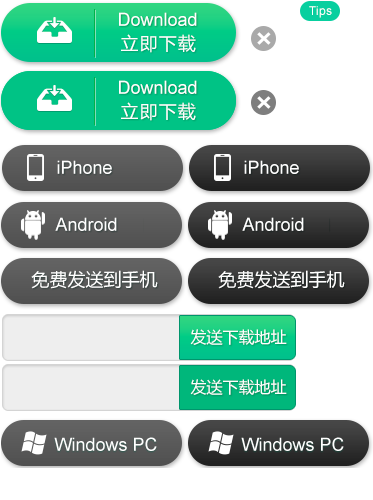 Tips
Download
立即下载
Download
立即下载
iPhone
iPhone
Android
Android
免费发送到手机
免费发送到手机
发送下载地址
发送下载地址
Windows PC
Windows PC